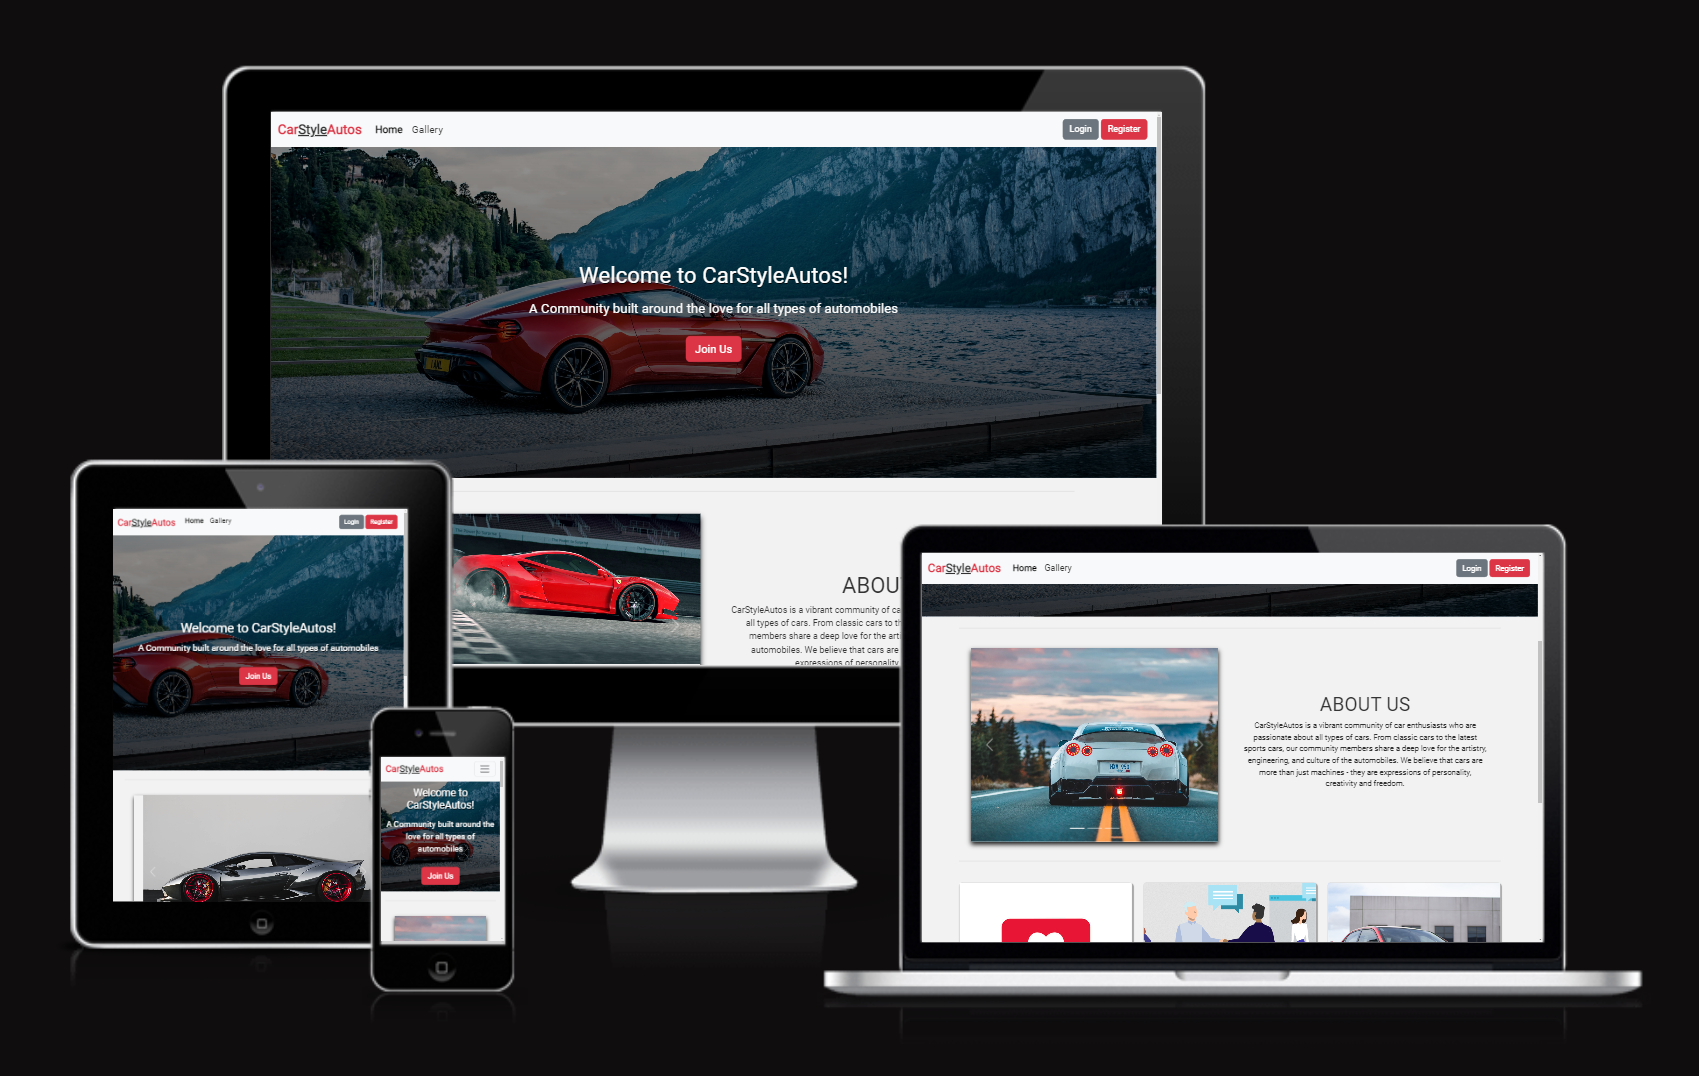 CarStyleAutos Home Gallery Login Register
Welcome to CarStyleAutos!
A Community built around the love for all types of automobiles
Join Us
ABOU
CarStyleAutos is a vibrant community of ca
all types of cars. From classic cars to th
members share a deep love for the arti
automobiles. We believe that cars are
expressions of personality
CarStyleAutos Home Gallery Login Register
Welcome to CarStyleAutos!
A Community built around the love for all types of automobiles
Join Us
CarStyleAutos
Welcome to
CarStyleAutos!
A Community built around the
love for all types of
automobiles
Join Us
CarStyleAutos Home Gallery Login Register
ABOUT US
CarStyleAutos is a vibrant community of car enthusiasts who are
passionate about all types of cars. From classic cars to the latest
sports cars, our community members share a deep love for the artistry,
engineering, and culture of the automobiles. We believe that cars are
more than just machines - they are expressions of personality,
creativity and freedom.